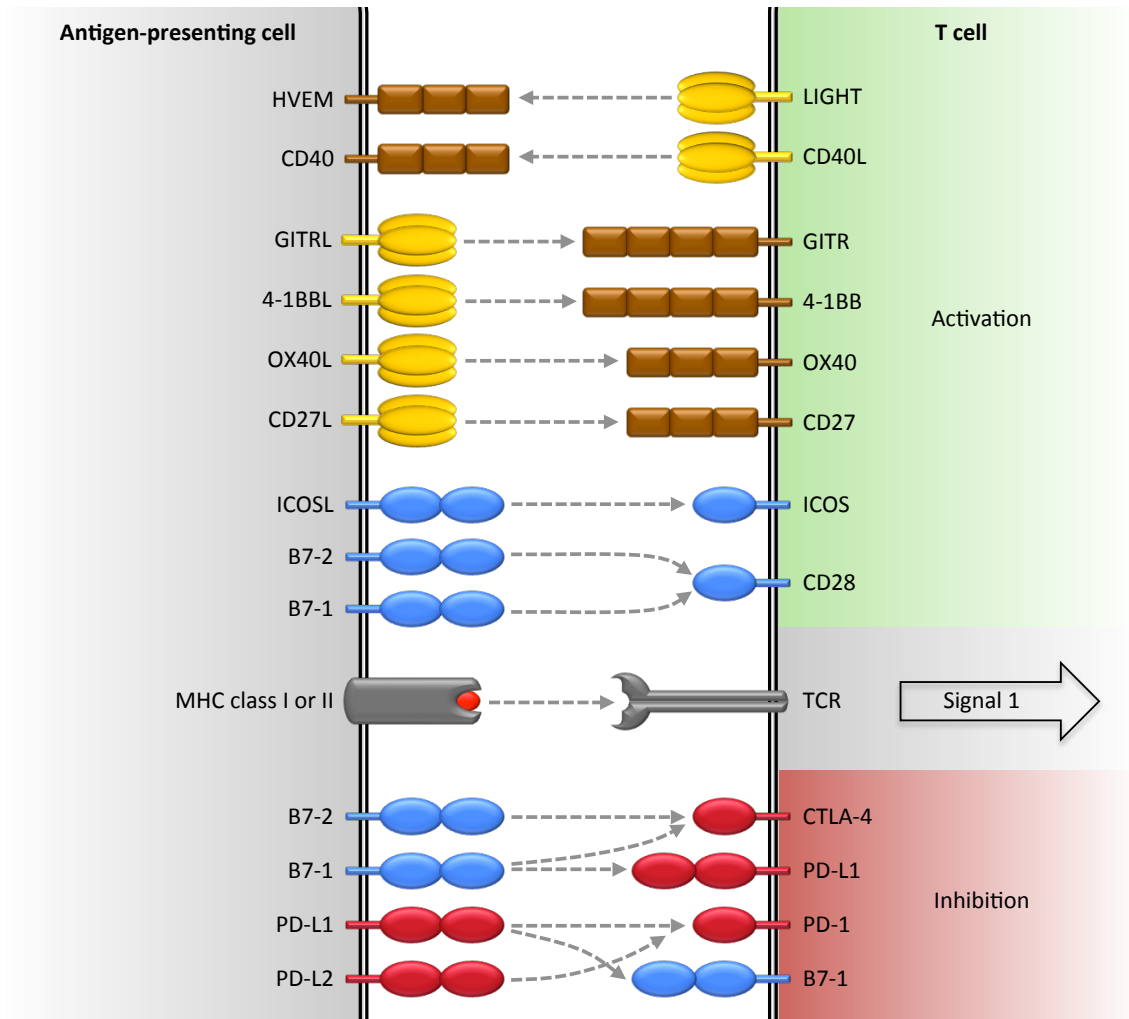 Antigen-presenting cell T cell
HVEM LIGHT
CD40 CD40L
GITRL GITR
4-1BBL 4-1BB
Activation
OX40L OX40
CD27L CD27
ICOSL ICOS
B7-2
CD28
B7-1
MHC class I or II TCR Signal 1
B7-2 CTLA-4
B7-1 PD-L1
Inhibition
PD-L1 PD-1
PD-L2 B7-1